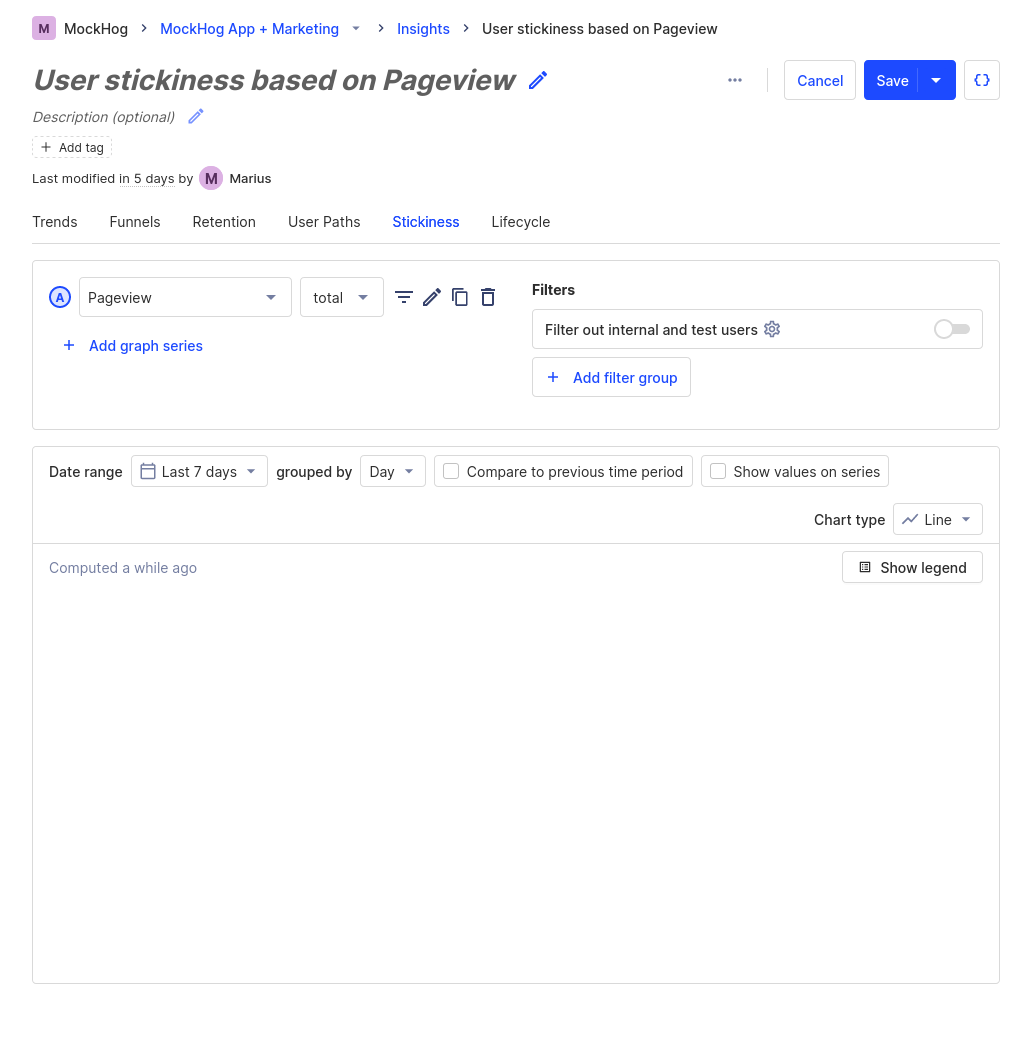 M MockHog MockHog App + Marketing Insights User stickiness based on Pageview
User stickiness based on Pageview
Cancel Save
Description (optional)
Add tag
Last modified in 5 days by M Marius
Trends Funnels Retention User Paths Stickiness Lifecycle
A Pageview total
Add graph series
Filters
Filter out internal and test users
Add filter group
Date range Last 7 days grouped by Day Compare to previous time period Show values on series
Chart type Line
Computed a while ago Show legend